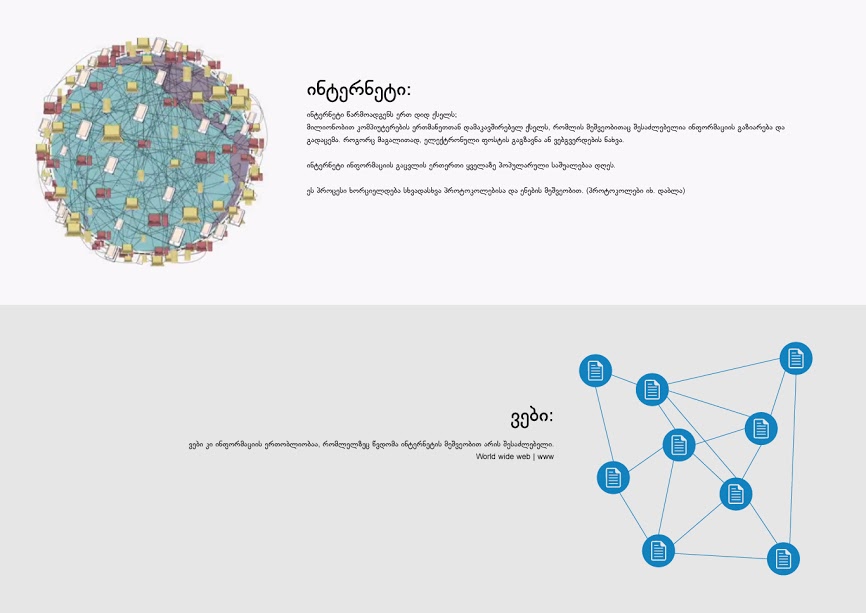 ინტერნეტი:
ინტერნეტი წარმოადგენს ერთ დიდ ქსელს;
მილიონობით კომპიუტერების ერთმანეთთან დამაკავშირებელ ქსელს, რომლის მეშვეობითაც შესაძლებელია ინფორმაციის გაზიარება და
გადაცემა. როგორც მაგალითად, ელექტრონული ფოსტის გაგზავნა ან ვებგვერდების ნახვა.
ინტერნეტი ინფორმაციის გაცვლის ერთერთი ყველაზე პოპულარული საშუალებაა დღეს.
ეს პროცესი ხორციელდება სხვადასხვა პროტოკოლებისა და ენების მეშვეობით. (პროტოკოლები იხ. დაბლა)
ვები:
ვები კი ინფორმაციის ერთობლიობაა, რომლელზეც წვდომა ინტერნეტის მეშვეობით არის შესაძლებელი.
World wide web | www